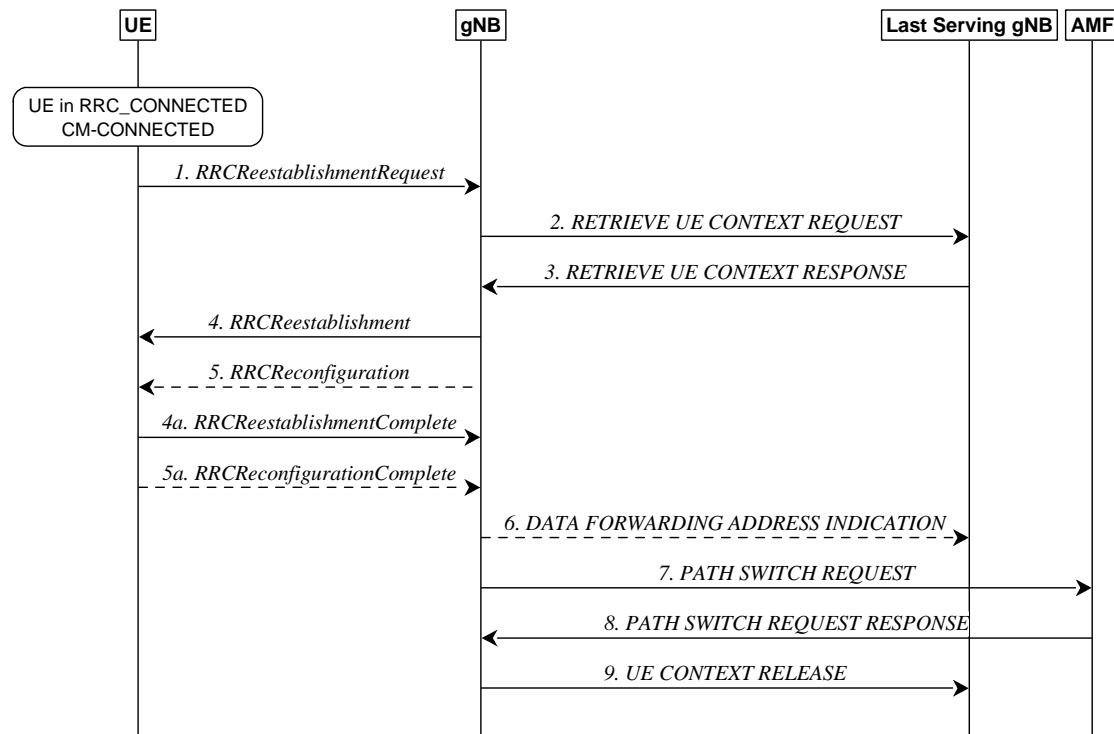 UE
gNB
Last Serving gNB
AMF
UE in RRC_CONNECTED
CM-CONNECTED
1. RRCReestablishmentRequest
2. RETRIEVE UE CONTEXT REQUEST
3. RETRIEVE UE CONTEXT RESPONSE
4. RRCReestablishment
5. RRCReconfiguration
4a. RRCReestablishmentComplete
5a. RRCReconfigurationComplete
6. DATA FORWARDING ADDRESS INDICATION
7. PATH SWITCH REQUEST
8. PATH SWITCH REQUEST RESPONSE
9. UE CONTEXT RELEASE